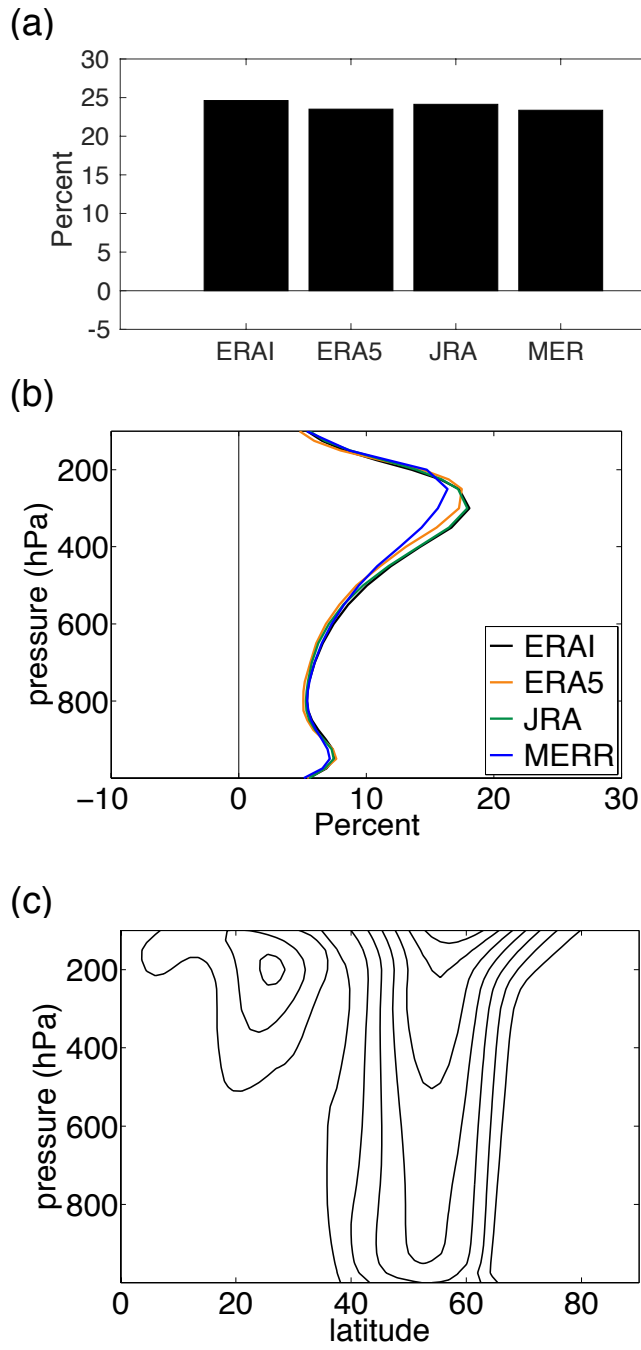 (a)
30
25
20
15
10
5
0
-5
Percent
ERAI ERA5 JRA MER
(b)
200
400
600
800
pressure (hPa)
ERAI
ERA5
JRA
MERR
−10 0 10 20 30
Percent
(c)
200
400
600
800
pressure (hPa)
0 20 40 60 80
latitude